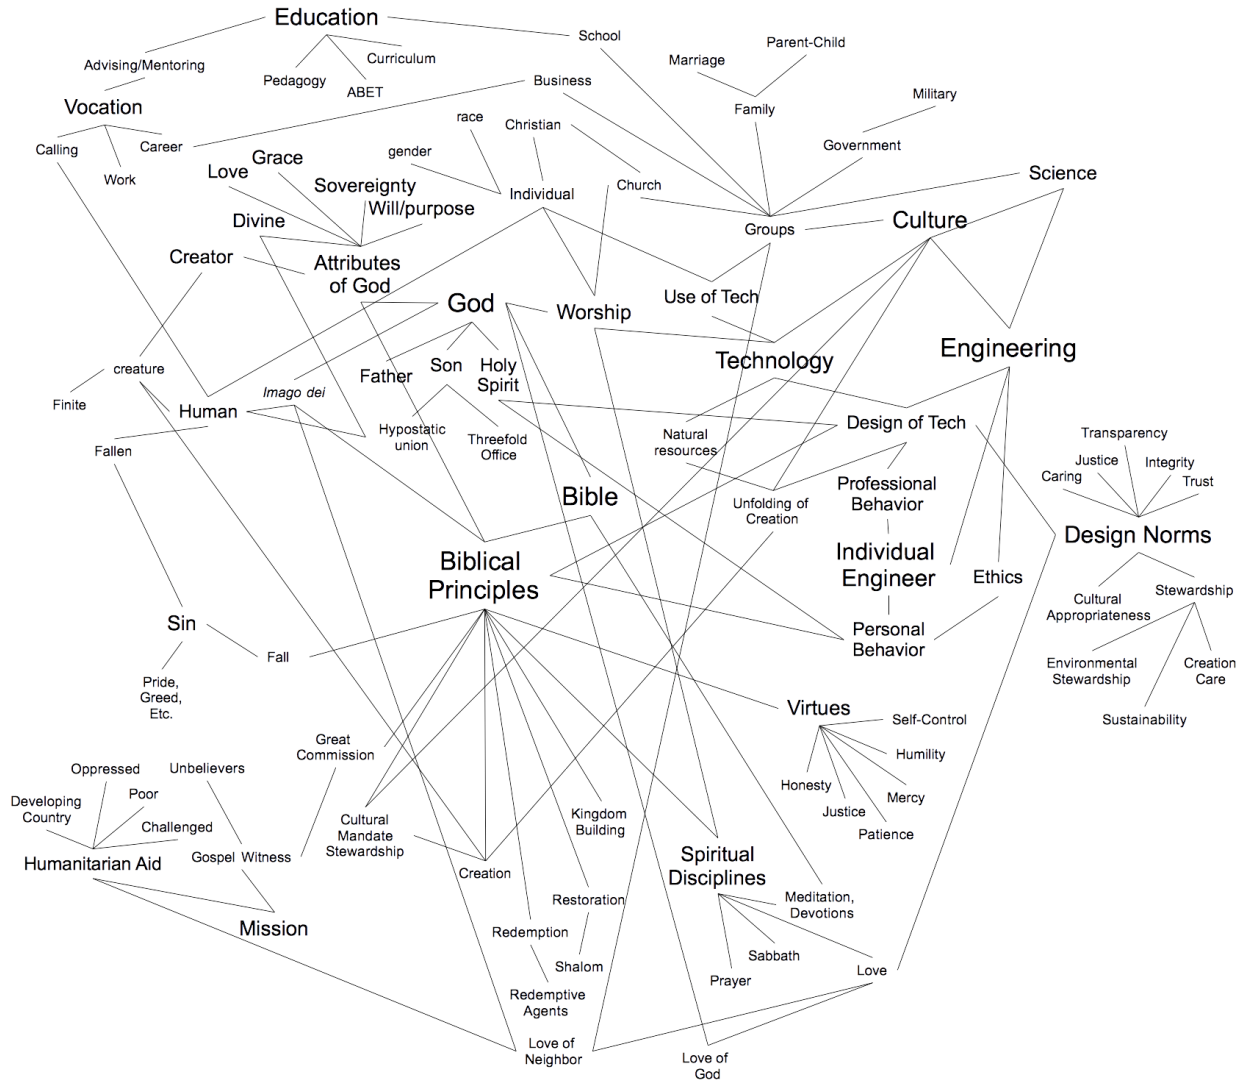 Education
School
Parent-Child
Marriage
Curriculum
Advising/Mentoring
Pedagogy
ABET
Business
Military
Vocation
Family
race
Christian
Government
Calling
Career
gender
Grace
Love
Work
Sovereignty
Individual
Church
Science
Will/purpose
Divine
Groups
Culture
Creator
Attributes
of God
God
Worship
Use of Tech
Technology
Engineering
creature
Father
Son
Holy
Spirit
Imago dei
Finite
Human
Hypostatic
union
Threefold
Office
Natural
resources
Design of Tech
Transparency
Fallen
Justice
Integrity
Caring
Trust
Professional
Behavior
Bible
Unfolding of
Creation
Design Norms
Biblical
Principles
Individual
Engineer
Ethics
Cultural
Appropriateness
Stewardship
Sin
Personal
Behavior
Fall
Environmental
Stewardship
Creation
Care
Pride,
Greed,
Etc.
Virtues
Self-Control
Sustainability
Great
Commission
Humility
Oppressed
Unbelievers
Honesty
Mercy
Poor
Developing
Country
Justice
Patience
Challenged
Cultural
Mandate
Stewardship
Kingdom
Building
Humanitarian Aid
Gospel Witness
Creation
Spiritual
Disciplines
Meditation,
Devotions
Restoration
Mission
Redemption
Sabbath
Shalom
Prayer
Love
Redemptive
Agents
Love of
Neighbor
Love of
God